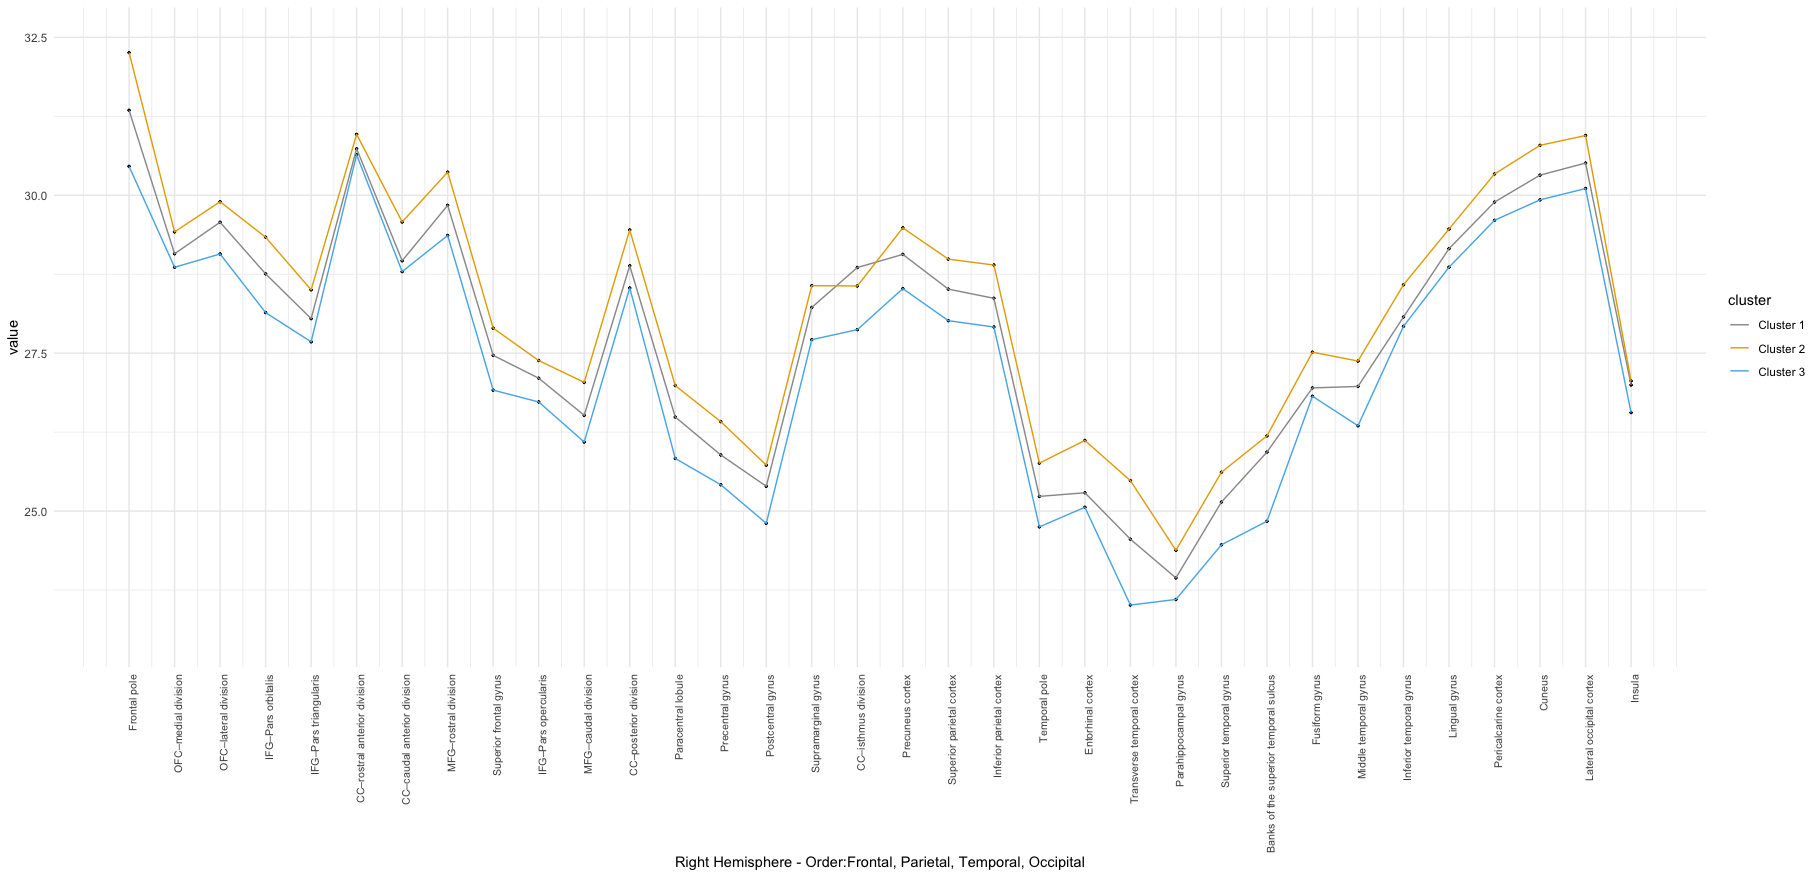 32.5
30.0
27.5
25.0
value
Frontal pole
OFC−medial division
OFC−lateral division
IFG−Pars orbitalis
IFG−Pars triangularis
CC−rostral anterior division
CC−caudal anterior division
MFG−rostral division
Superior frontal gyrus
IFG−Pars opercularis
MFG−caudal division
CC−posterior division
Paracentral lobule
Precentral gyrus
Postcentral gyrus
Supramarginal gyrus
CC−isthmus division
Precuneus cortex
Superior parietal cortex
Inferior parietal cortex
Temporal pole
Entorhinal cortex
Transverse temporal cortex
Parahippocampal gyrus
Superior temporal gyrus
Banks of the superior temporal sulcus
Fusiform gyrus
Middle temporal gyrus
Inferior temporal gyrus
Lingual gyrus
Pericalcarine cortex
Cuneus
Lateral occipital cortex
Insula
Right Hemisphere - Order:Frontal, Parietal, Temporal, Occipital
cluster
Cluster 1
Cluster 2
Cluster 3